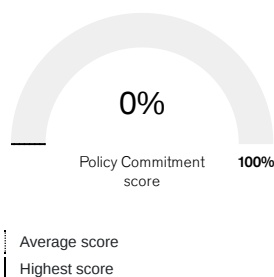 0%
Policy Commitment 100%
score
Average score
Highest score